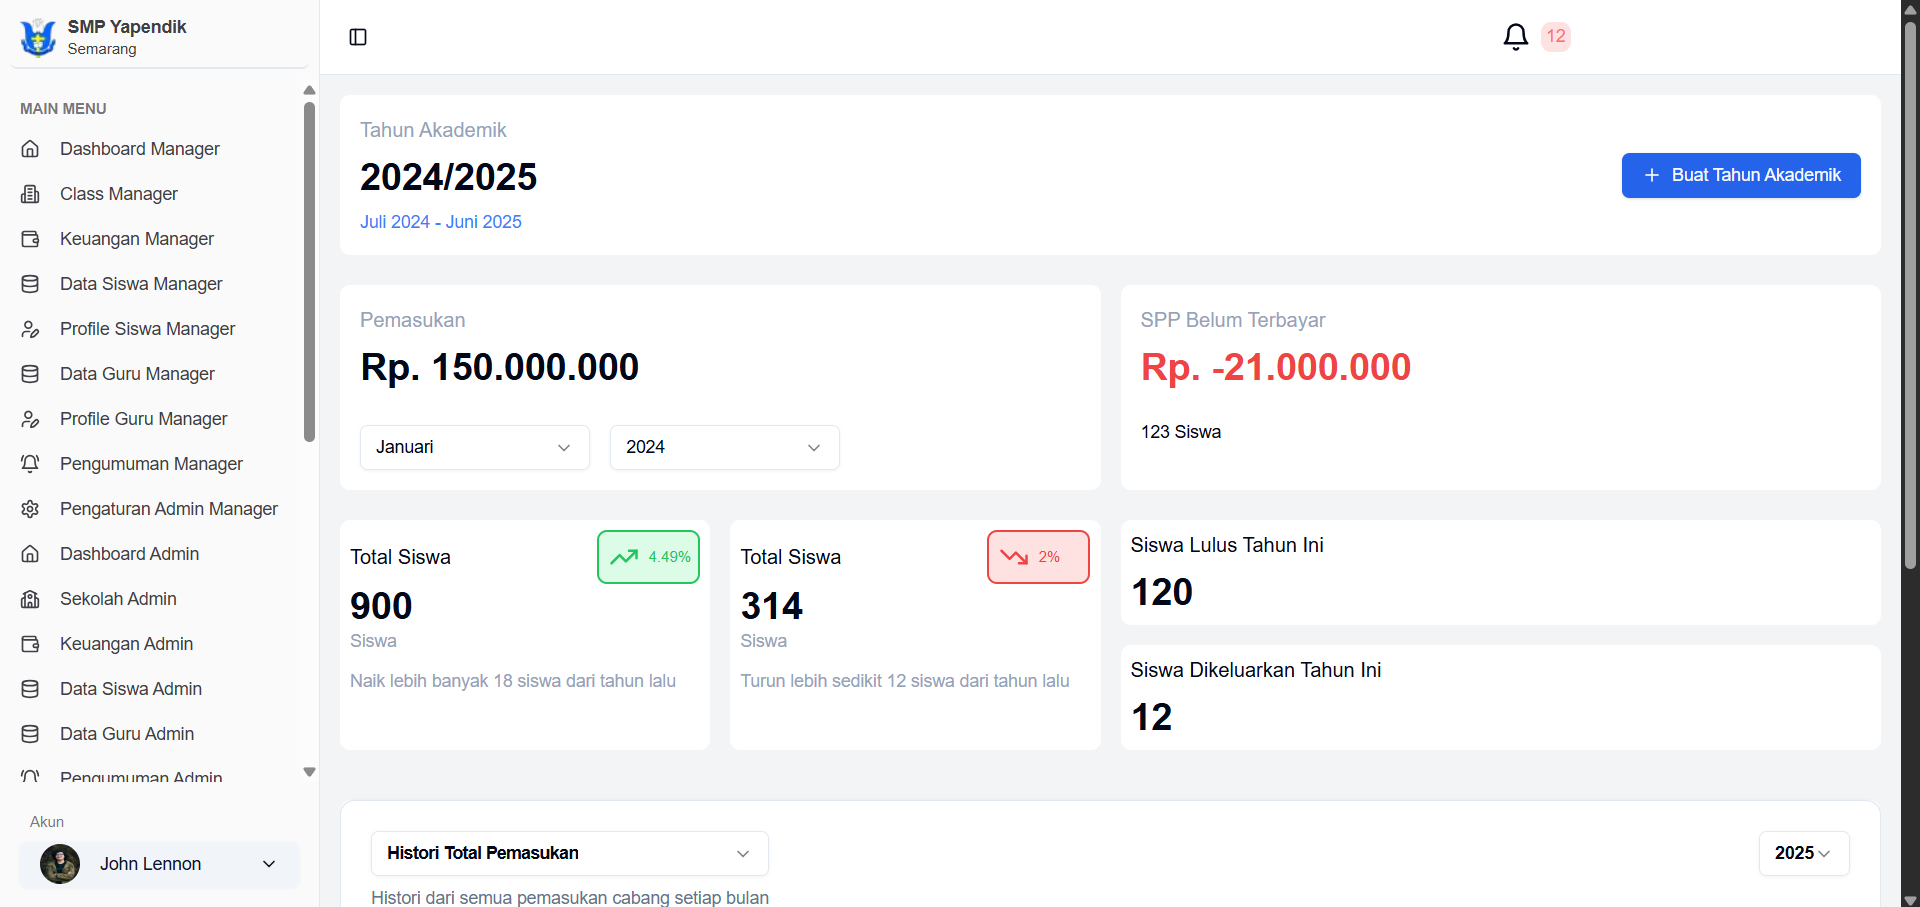 SMP Yapendik
Semarang
MAIN MENU
Dashboard Manager
Class Manager
Keuangan Manager
Data Siswa Manager
Profile Siswa Manager
Data Guru Manager
Profile Guru Manager
Pengumuman Manager
Pengaturan Admin Manager
Dashboard Admin
Sekolah Admin
Keuangan Admin
Data Siswa Admin
Data Guru Admin
Pengumuman Admin
Akun
John Lennon
12
Tahun Akademik
2024/2025
Juli 2024 - Juni 2025
Buat Tahun Akademik
Pemasukan
Rp. 150.000.000
Januari
2024
SPP Belum Terbayar
Rp. -21.000.000
123 Siswa
Total Siswa
4.49%
900
Siswa
Naik lebih banyak 18 siswa dari tahun lalu
Total Siswa
2%
314
Siswa
Turun lebih sedikit 12 siswa dari tahun lalu
Siswa Lulus Tahun Ini
120
Siswa Dikeluarkan Tahun Ini
12
Histori Total Pemasukan
2025
Histori dari semua pemasukan cabang setiap bulan